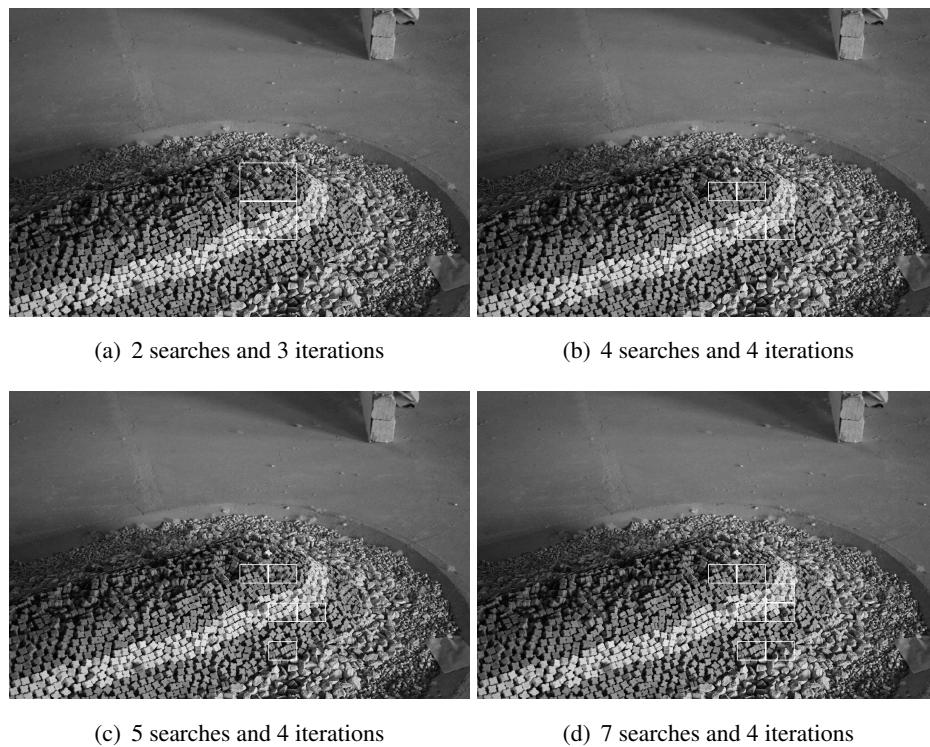 (a) 2 searches and 3 iterations
(b) 4 searches and 4 iterations
(c) 5 searches and 4 iterations
(d) 7 searches and 4 iterations